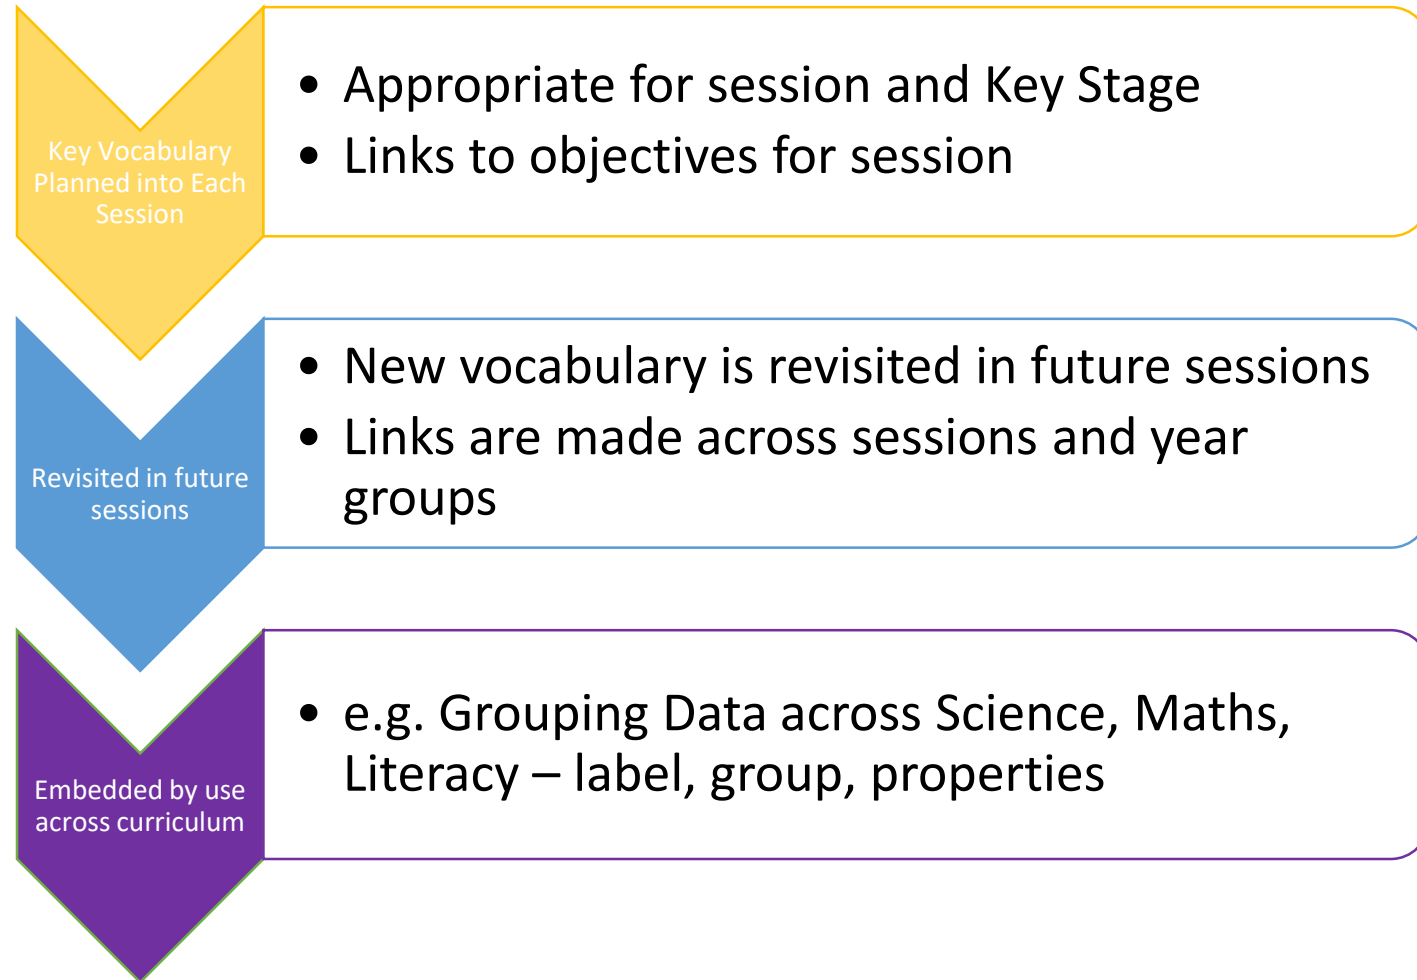 Key Vocabulary
Planned into Each
Session
• Appropriate for session and Key Stage
• Links to objectives for session
Revisited in future
sessions
• New vocabulary is revisited in future sessions
• Links are made across sessions and year
groups
Embedded by use
across curriculum
• e.g. Grouping Data across Science, Maths,
Literacy – label, group, properties